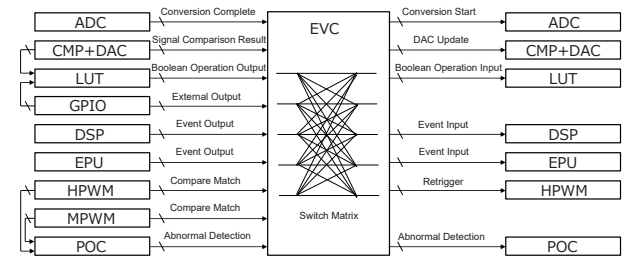 Conversion Complete
Conversion Start
ADC
EVC
ADC
Signal Comparison Result
DAC Update
CMP+DAC
CMP+DAC
Boolean Operation Output
Boolean Operation Input
LUT
LUT
External Output
GPIO
Event Output
Event Input
DSP
DSP
Event Output
Event Input
EPU
EPU
Compare Match
Retrigger
HPWM
HPWM
Compare Match
MPWM
Switch Matrix
Abnormal Detection
Abnormal Detection
POC
POC